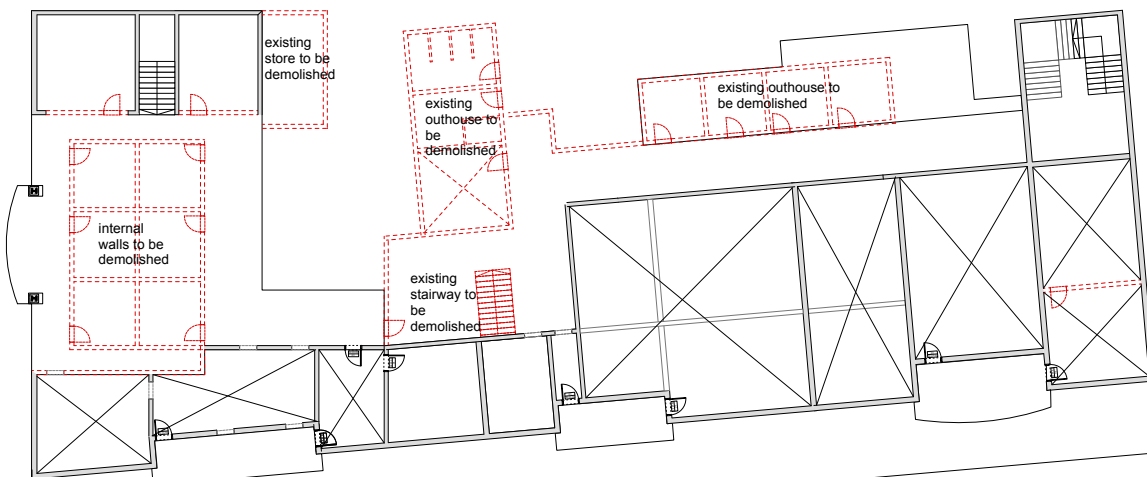 existing
store to be
demolished
existing
outhouse to
be
demolished
existing outhouse to
be demolished
internal
walls to be
demolished
existing
stairway to
be
demolished